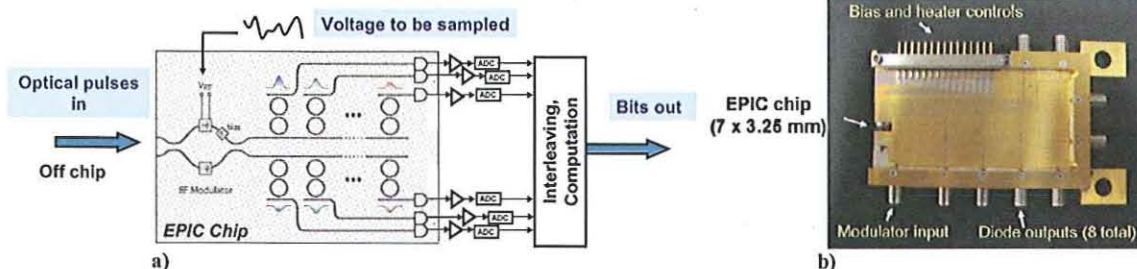 Voltage to be sampled
Optical pulses
in
Off chip
RF Modulator
EPIC Chip
ADC
ADC
ADC
ADC
ADC
ADC
Interleaving,
Computation
Bits out
a)
Bias and heater controls
EPIC chip
(7 x 3.25 mm)
Modulator input
Diode outputs (8 total)
b)